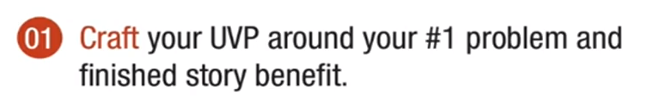 01 Craft your UVP around your #1 problem and
finished story benefit.